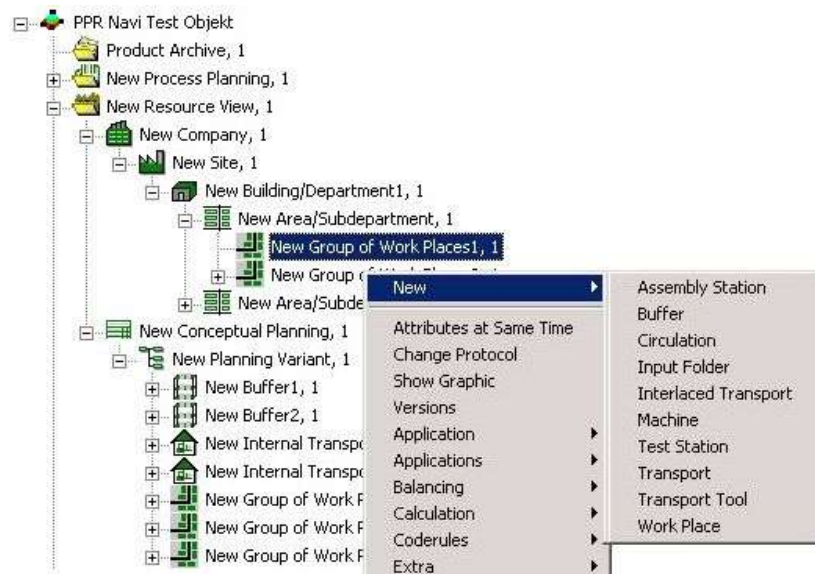 PPR Navi Test Objekt
Product Archive, 1
New Process Planning, 1
New Resource View, 1
New Company, 1
New Site, 1
New Building/Department1, 1
New Area/Subdepartment, 1
New Group of Work Places1, 1
New Group
New Area/Subde
New Conceptual Planning, 1
New Planning Variant, 1
New Buffer1, 1
New Buffer2, 1
New Internal Transpo
New Internal Transpo
New Group of Work P
New Group of Work P
New Group of Work P
New
Attributes at Same Time
Change Protocol
Show Graphic
Versions
Application
Applications
Balancing
Calculation
Coderules
Extra
Assembly Station
Buffer
Circulation
Input Folder
Interlaced Transport
Machine
Test Station
Transport
Transport Tool
Work Place